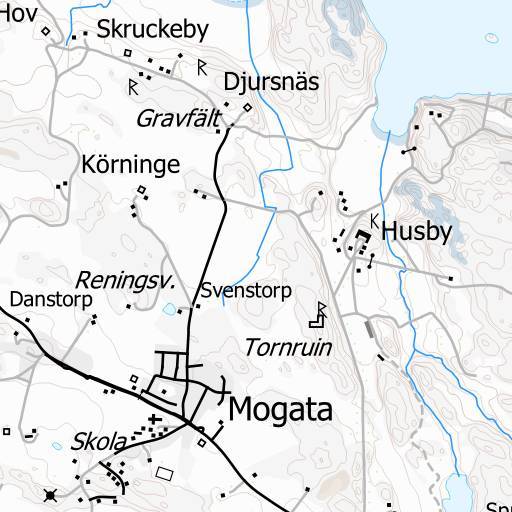 Hov
Skruckeby
Djursnäs
Gravfält
Körninge
Husby
Reningsv.
Svenstorp
Danstorp
Tornruin
Mogata
Skola